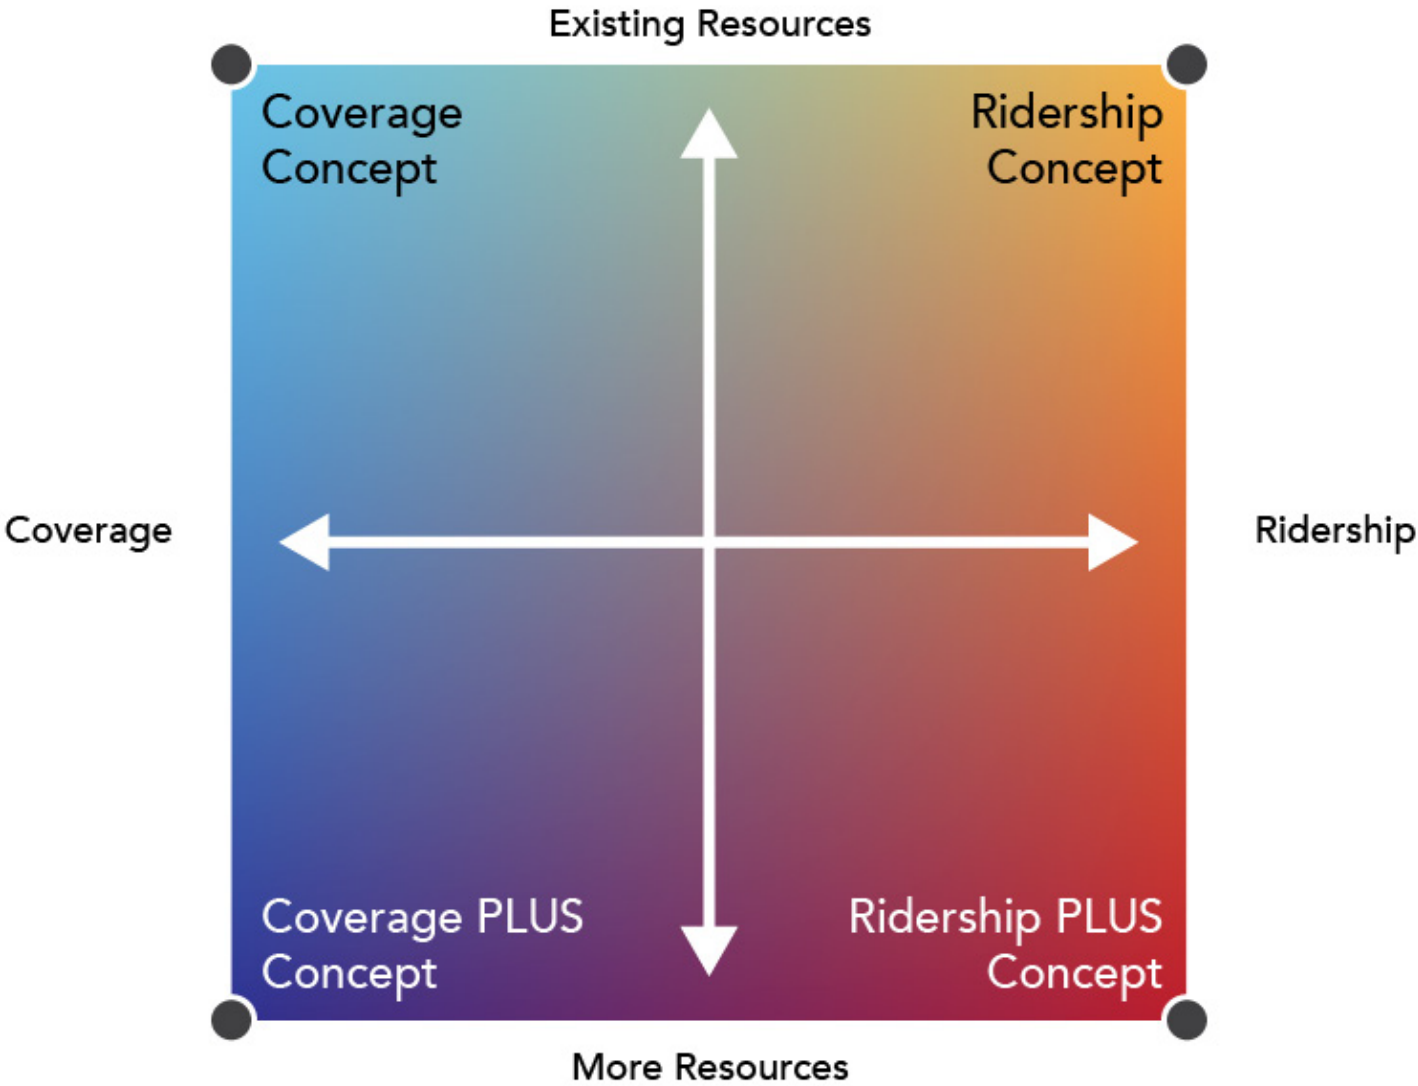 Existing Resources
Coverage
Concept
Ridership
Concept
Coverage
Ridership
Coverage PLUS
Concept
Ridership PLUS
Concept
More Resources